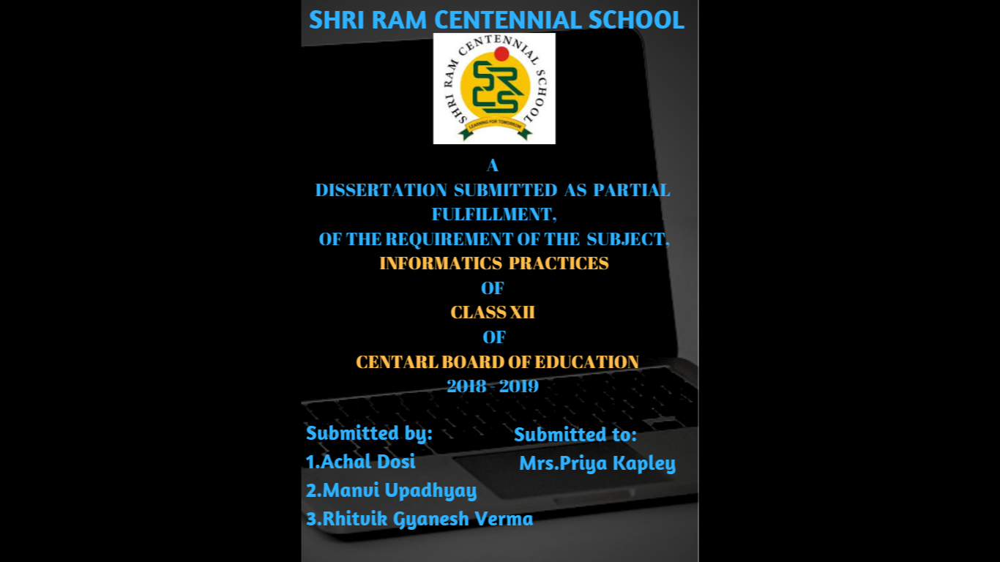 SHRI RAM CENTENNIAL SCHOOL
SHRI RAM CENTENNIAL SCHOOL
SRCS
LEARNING FOR TOMORROW
A
DISSERTATION SUBMITTED AS PARTIAL
FULFILLMENT,
OF THE REQUIREMENT OF THE SUBJECT,
INFORMATICS PRACTICES
OF
CLASS XII
OF
CENTARL BOARD OF EDUCATION
2018 - 2019
Submitted by:
Submitted to:
1.Achal Dosi
Mrs.Priya Kapley
2.Manvi Upadhyay
3.Rhitvik Gyanesh Verma